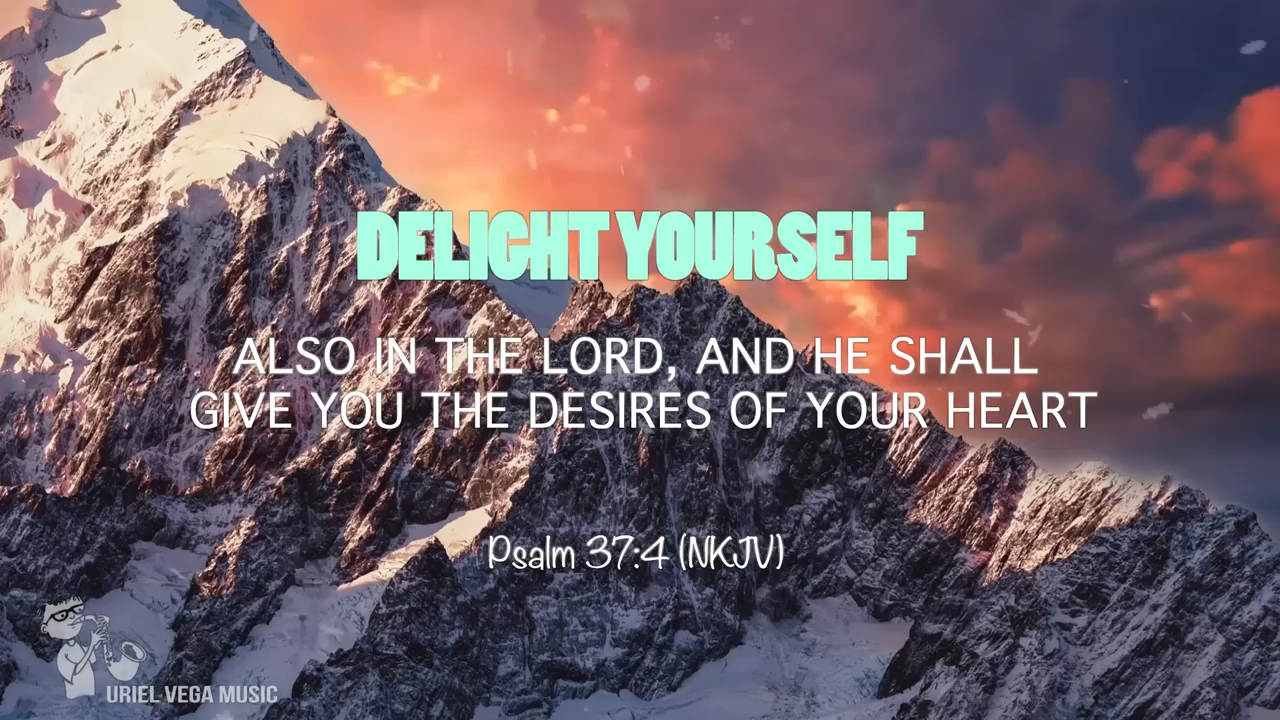 DELIGHT YOURSELF
ALSO IN THE LORD, AND HE SHALL
GIVE YOU THE DESIRES OF YOUR HEART
Psalm 37:4 (NKJV)
URIEL VEGA MUSIC